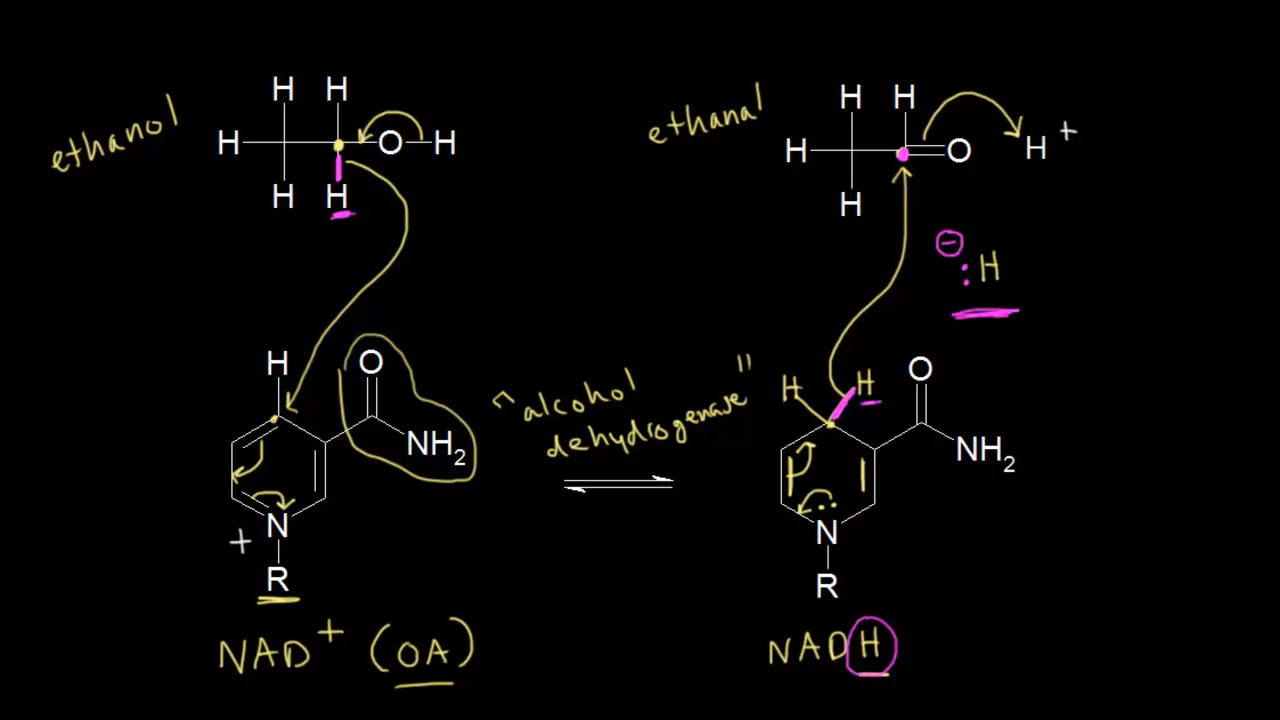 ethanol
H H
H O H
H H
ethanal
H H
H O H +
H
⊖
: H
H O
NH2
N
+
R
NAD+ (OA)
"alcohol
dehydrogenase"
H H O
NH2
N
R
NADH